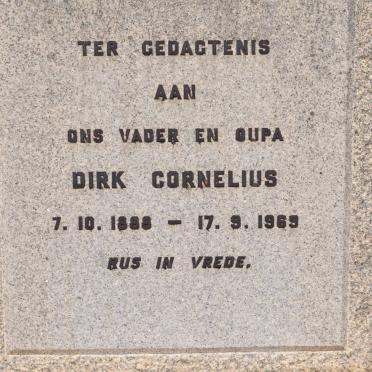 TER GEDAGTENIS
AAN
ONS VADER EN OUPA
DIRK CORNELIUS
7. 10. 1888 — 17. 9. 1969
RUS IN VREDE.